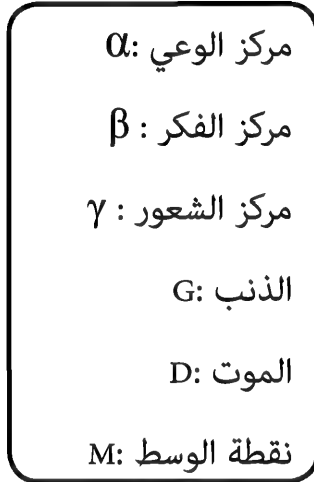 مركز الوعي :α
مركز الفكر : β
مركز الشعور : γ
الذنب :G
الموت :D
نقطة الوسط :M